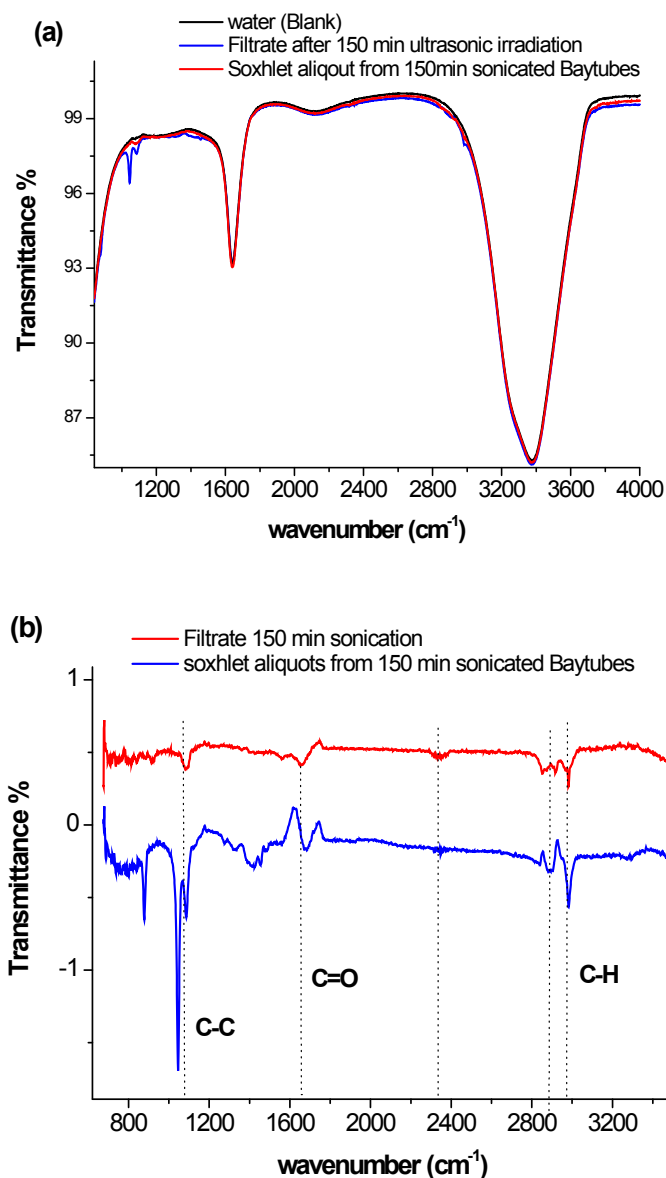 (a)
water (Blank)
Filtrate after 150 min ultrasonic irradiation
Soxhlet aliqout from 150min sonicated Baytubes
99
96
93
90
87
Transmittance %
1200 1600 2000 2400 2800 3200 3600 4000
wavenumber (cm-1)
(b)
Filtrate 150 min sonication
soxhlet aliquots from 150 min sonicated Baytubes
1
0
-1
Transmittance %
C=O
C-H
C-C
800 1200 1600 2000 2400 2800 3200
wavenumber (cm-1)